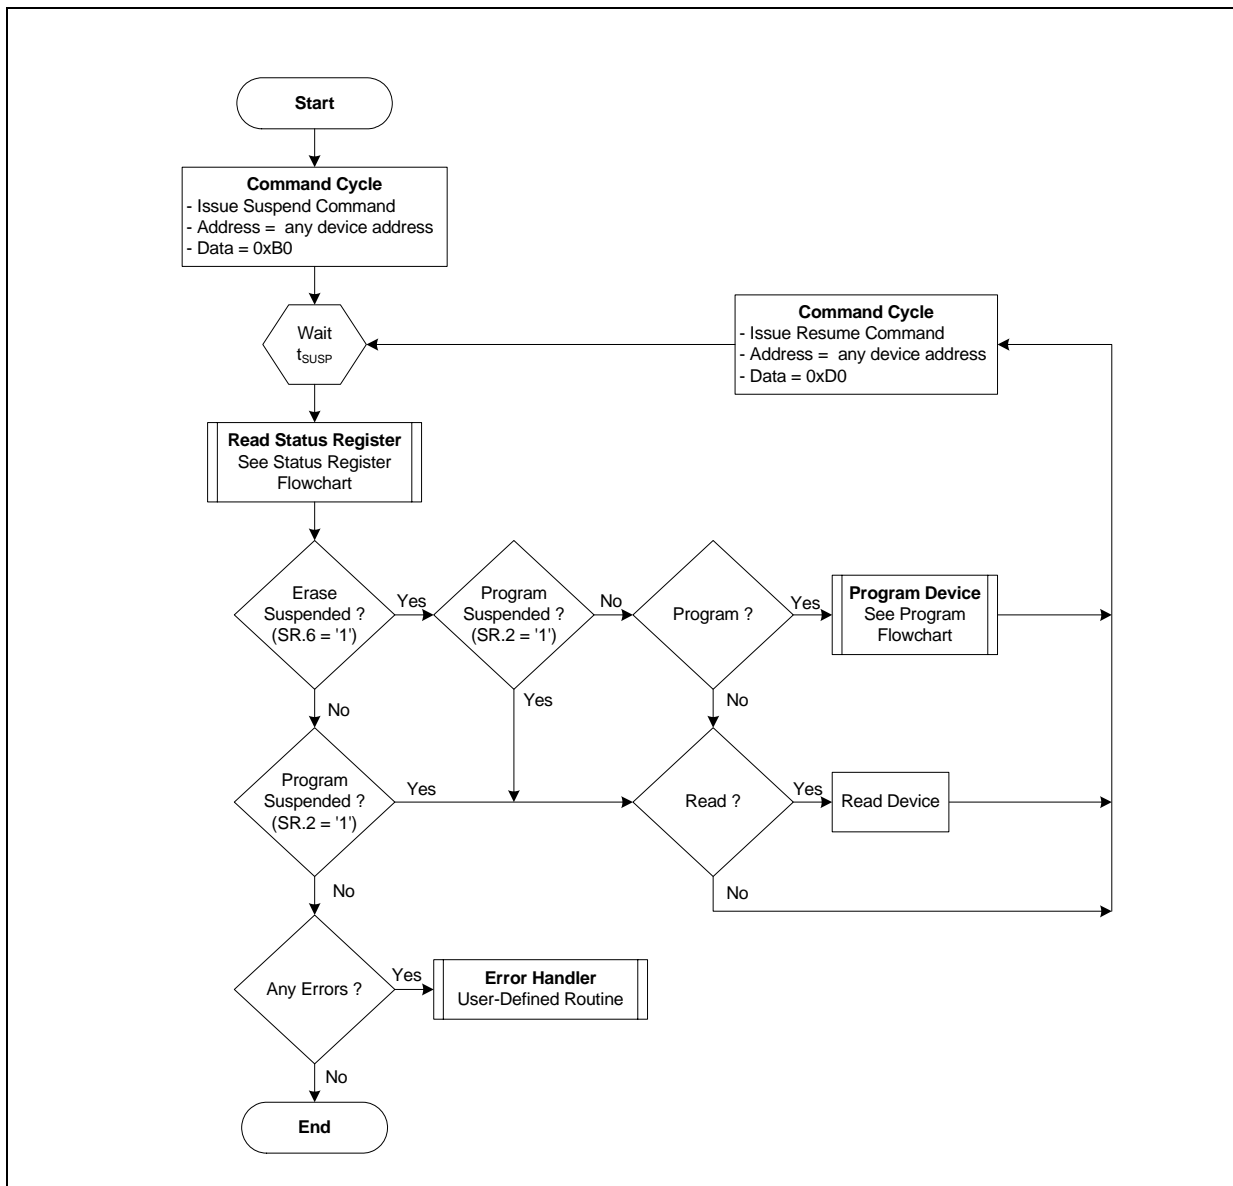 Start
Command Cycle
- Issue Suspend Command
- Address = any device address
- Data = 0xB0
Wait
tSUSP
Command Cycle
- Issue Resume Command
- Address = any device address
- Data = 0xD0
Read Status Register
See Status Register
Flowchart
Erase
Suspended ?
(SR.6 = '1')
Yes
Program
Suspended ?
(SR.2 = '1')
No
Program ?
Yes
Program Device
See Program
Flowchart
No
Yes
No
Program
Suspended ?
(SR.2 = '1')
Yes
Read ?
Yes
Read Device
No
No
Any Errors ?
Yes
Error Handler
User-Defined Routine
No
End